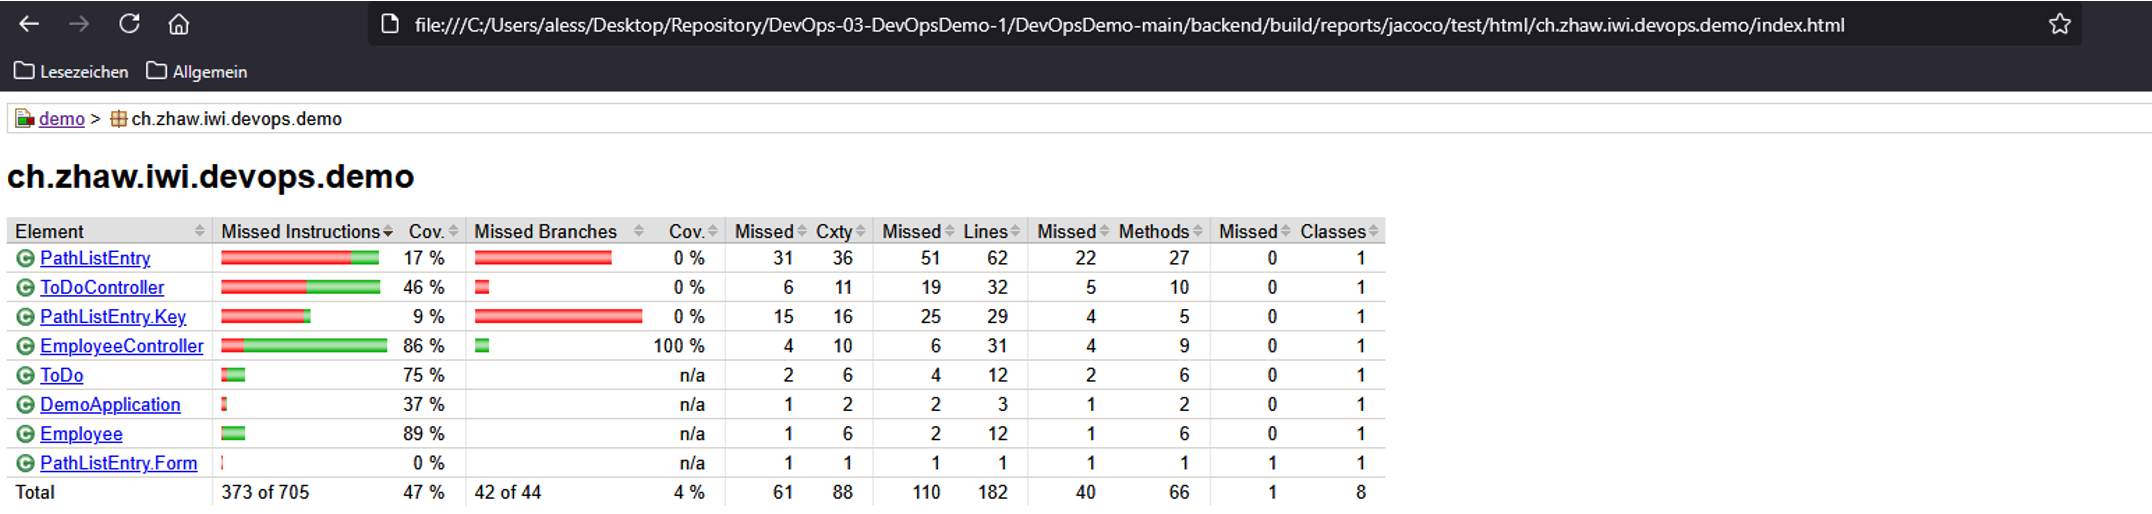 file:///C:/Users/aless/Desktop/Repository/DevOps-03-DevOpsDemo-1/DevOpsDemo-main/backend/build/reports/jacoco/test/html/ch.zhaw.iwi.devops.demo/index.html
Lesezeichen Allgemein
demo > ch.zhaw.iwi.devops.demo
ch.zhaw.iwi.devops.demo
Element Missed Instructions Cov. Missed Branches Cov. Missed Cxty Missed Lines Missed Methods Missed Classes
PathListEntry 17 % 0 % 31 36 51 62 22 27 0 1
ToDoController 46 % 0 % 6 11 19 32 5 10 0 1
PathListEntry.Key 9 % 0 % 15 16 25 29 4 5 0 1
EmployeeController 86 % 100 % 4 10 6 31 4 9 0 1
ToDo 75 % n/a 2 6 4 12 2 6 0 1
DemoApplication 37 % n/a 1 2 2 3 1 2 0 1
Employee 89 % n/a 1 6 2 12 1 6 0 1
PathListEntry.Form 0 % n/a 1 1 1 1 1 1 1 1
Total 373 of 705 47 % 42 of 44 4 % 61 88 110 182 40 66 1 8